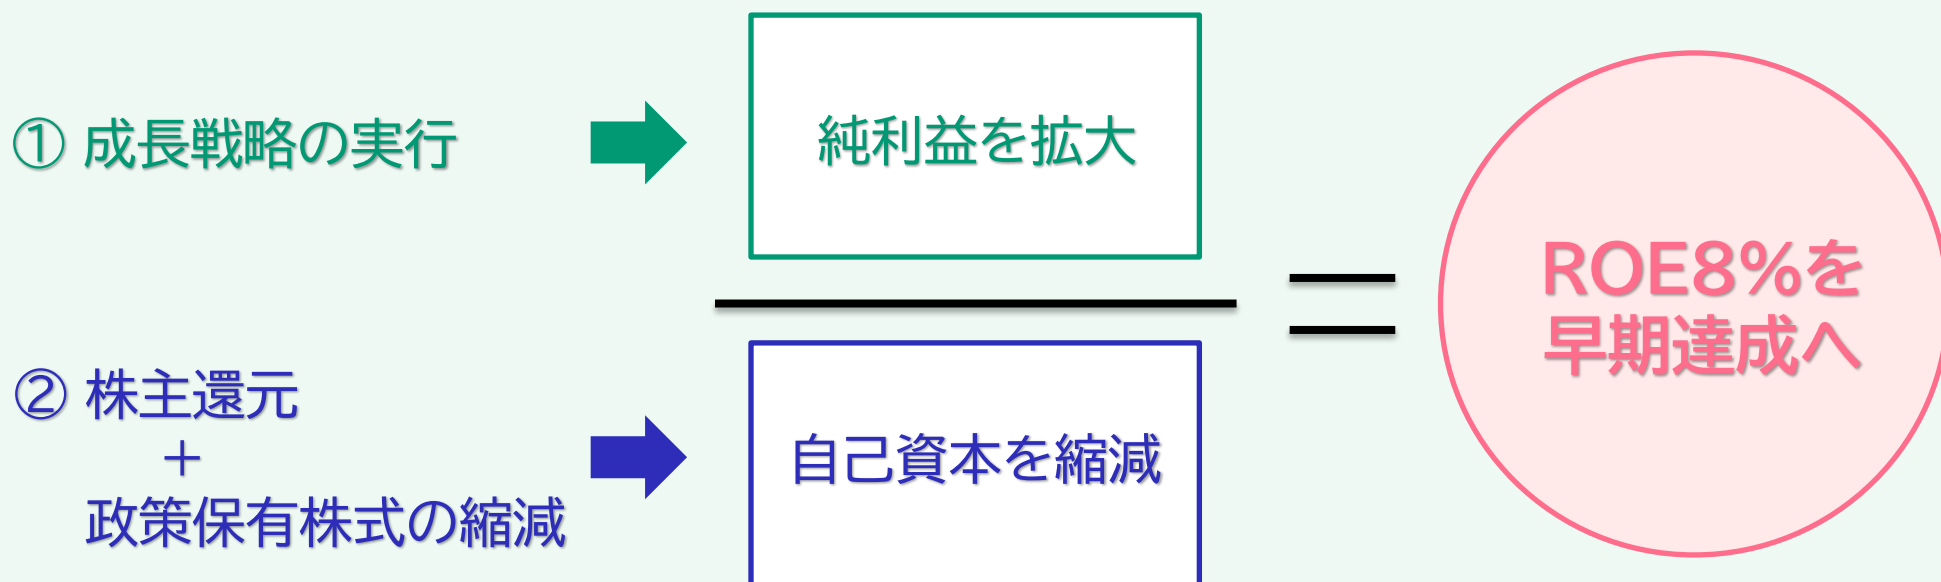 ① 成長戦略の実行
純利益を拡大
② 株主還元
＋
政策保有株式の縮減
自己資本を縮減
＝
ROE8%を
早期達成へ